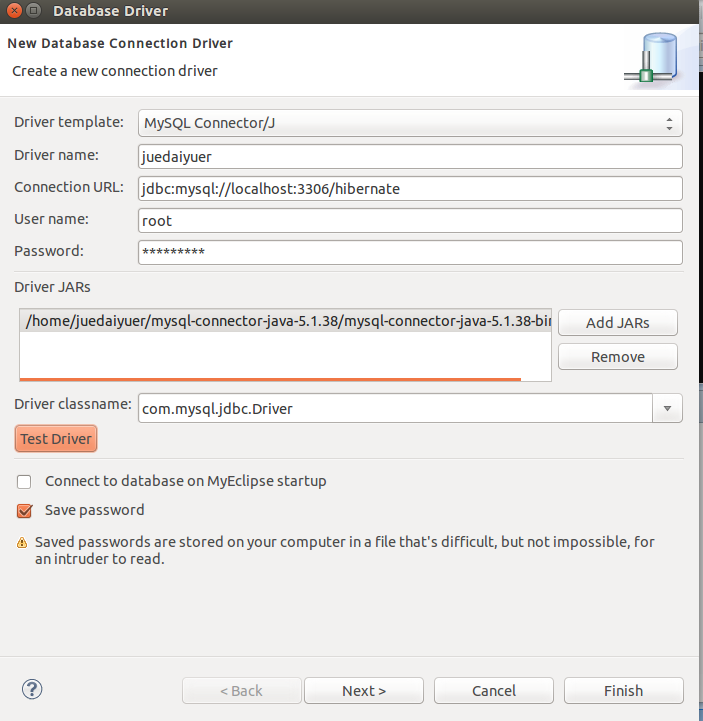 Database Driver
New Database Connection Driver
Create a new connection driver
Driver template: MySQL Connector/J
Driver name: juedaiyuer
Connection URL: jdbc:mysql://localhost:3306/hibernate
User name: root
Password: *********
Driver JARs
/home/juedaiyuer/mysql-connector-java-5.1.38/mysql-connector-java-5.1.38-bin
Add JARs
Remove
Driver classname: com.mysql.jdbc.Driver
Test Driver
Connect to database on MyEclipse startup
Save password
Saved passwords are stored on your computer in a file that's difficult, but not impossible, for
an intruder to read.
< Back Next > Cancel Finish